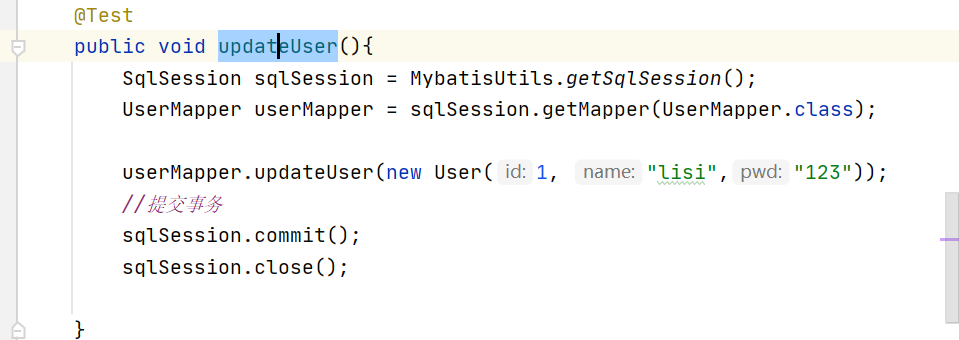 @Test
public void updateUser(){
SqlSession sqlSession = MybatisUtils.getSqlSession();
UserMapper userMapper = sqlSession.getMapper(UserMapper.class);
userMapper.updateUser(new User( id: 1, name: "lisi", pwd: "123"));
//提交事务
sqlSession.commit();
sqlSession.close();
}